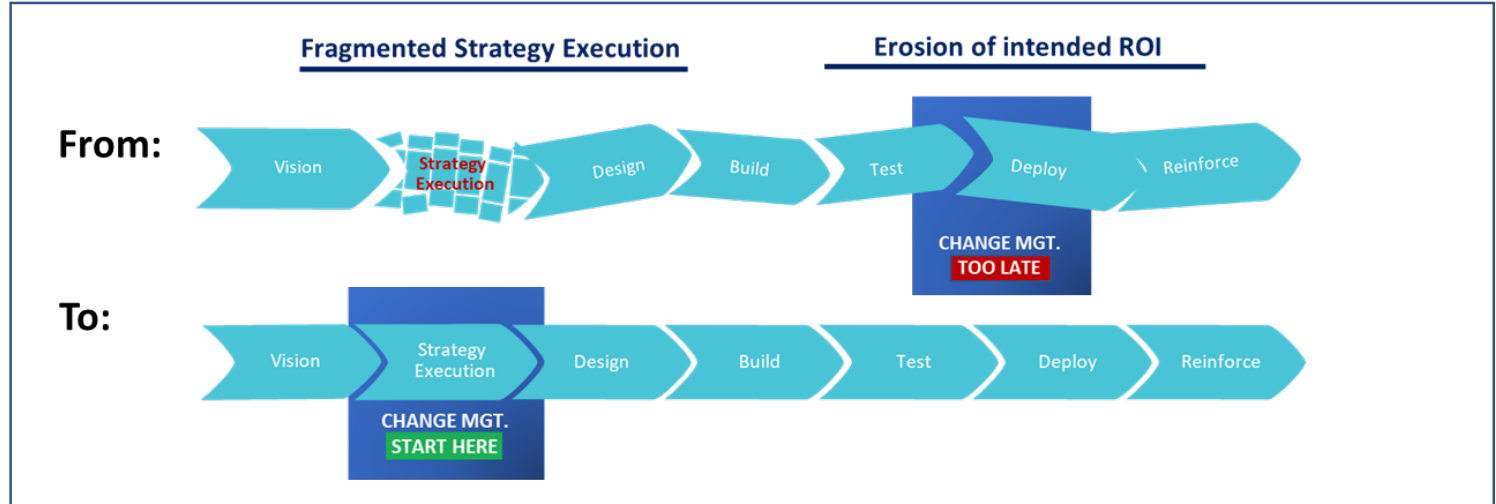 Fragmented Strategy Execution
Erosion of intended ROI
From:
Vision
Strategy
Execution
Design
Build
Test
Deploy
Reinforce
CHANGE MGT.
TOO LATE
To:
Vision
Strategy
Execution
Design
Build
Test
Deploy
Reinforce
CHANGE MGT.
START HERE